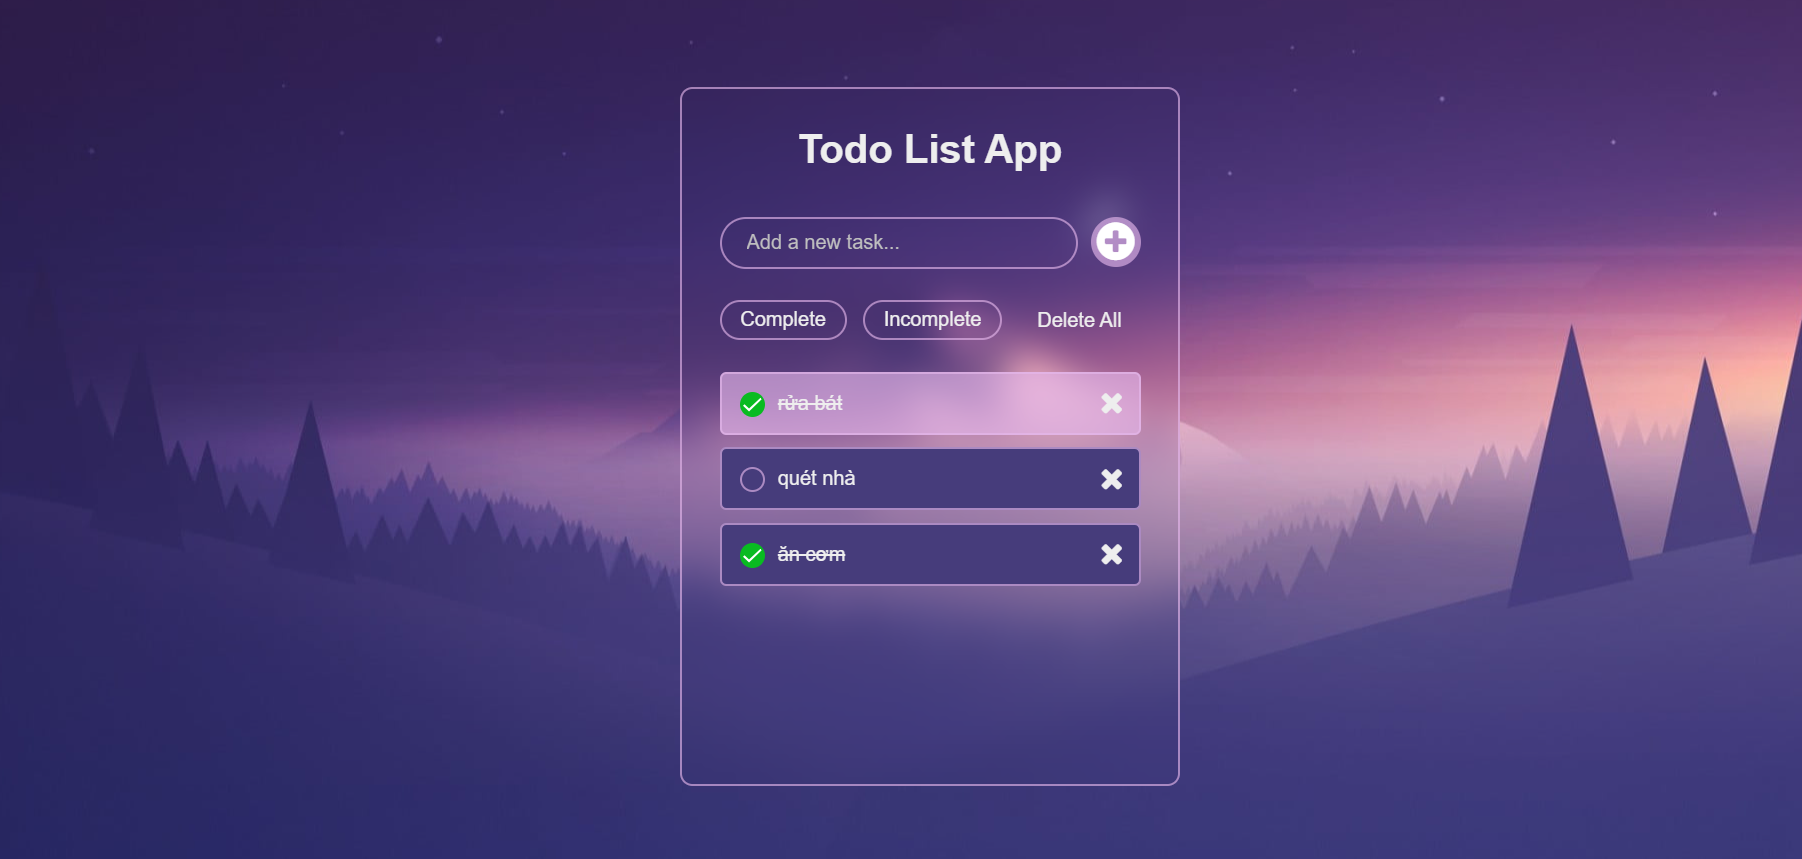 Todo List App
Add a new task...
Complete
Incomplete
Delete All
rửa bát
quét nhà
ăn cơm